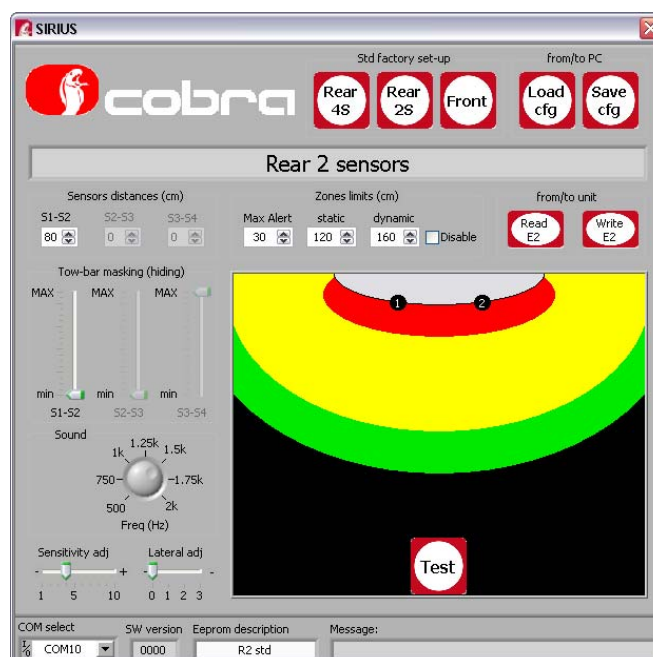 SIRIUS
cobra
Std factory set-up
from/to PC
Rear 4S
Rear 2S
Front
Load cfg
Save cfg
Rear 2 sensors
Sensors distances (cm)
Zones limits (cm)
from/to unit
S1-S2
S2-S3
S3-S4
Max Alert
static
dynamic
80
0
0
30
120
160
Disable
Read E2
Write E2
Tow-bar masking (hiding)
MAX
MAX
MAX
min
min
min
S1-S2
S2-S3
S3-S4
1
2
Sound
1k
1.25k
1.5k
750
1.75k
500
2k
Freq (Hz)
Sensitivity adj
Lateral adj
- +
- -
1 5 10
0 1 2 3
Test
COM select
SW version
Eeprom description
Message:
I/O
COM10
0000
R2 std